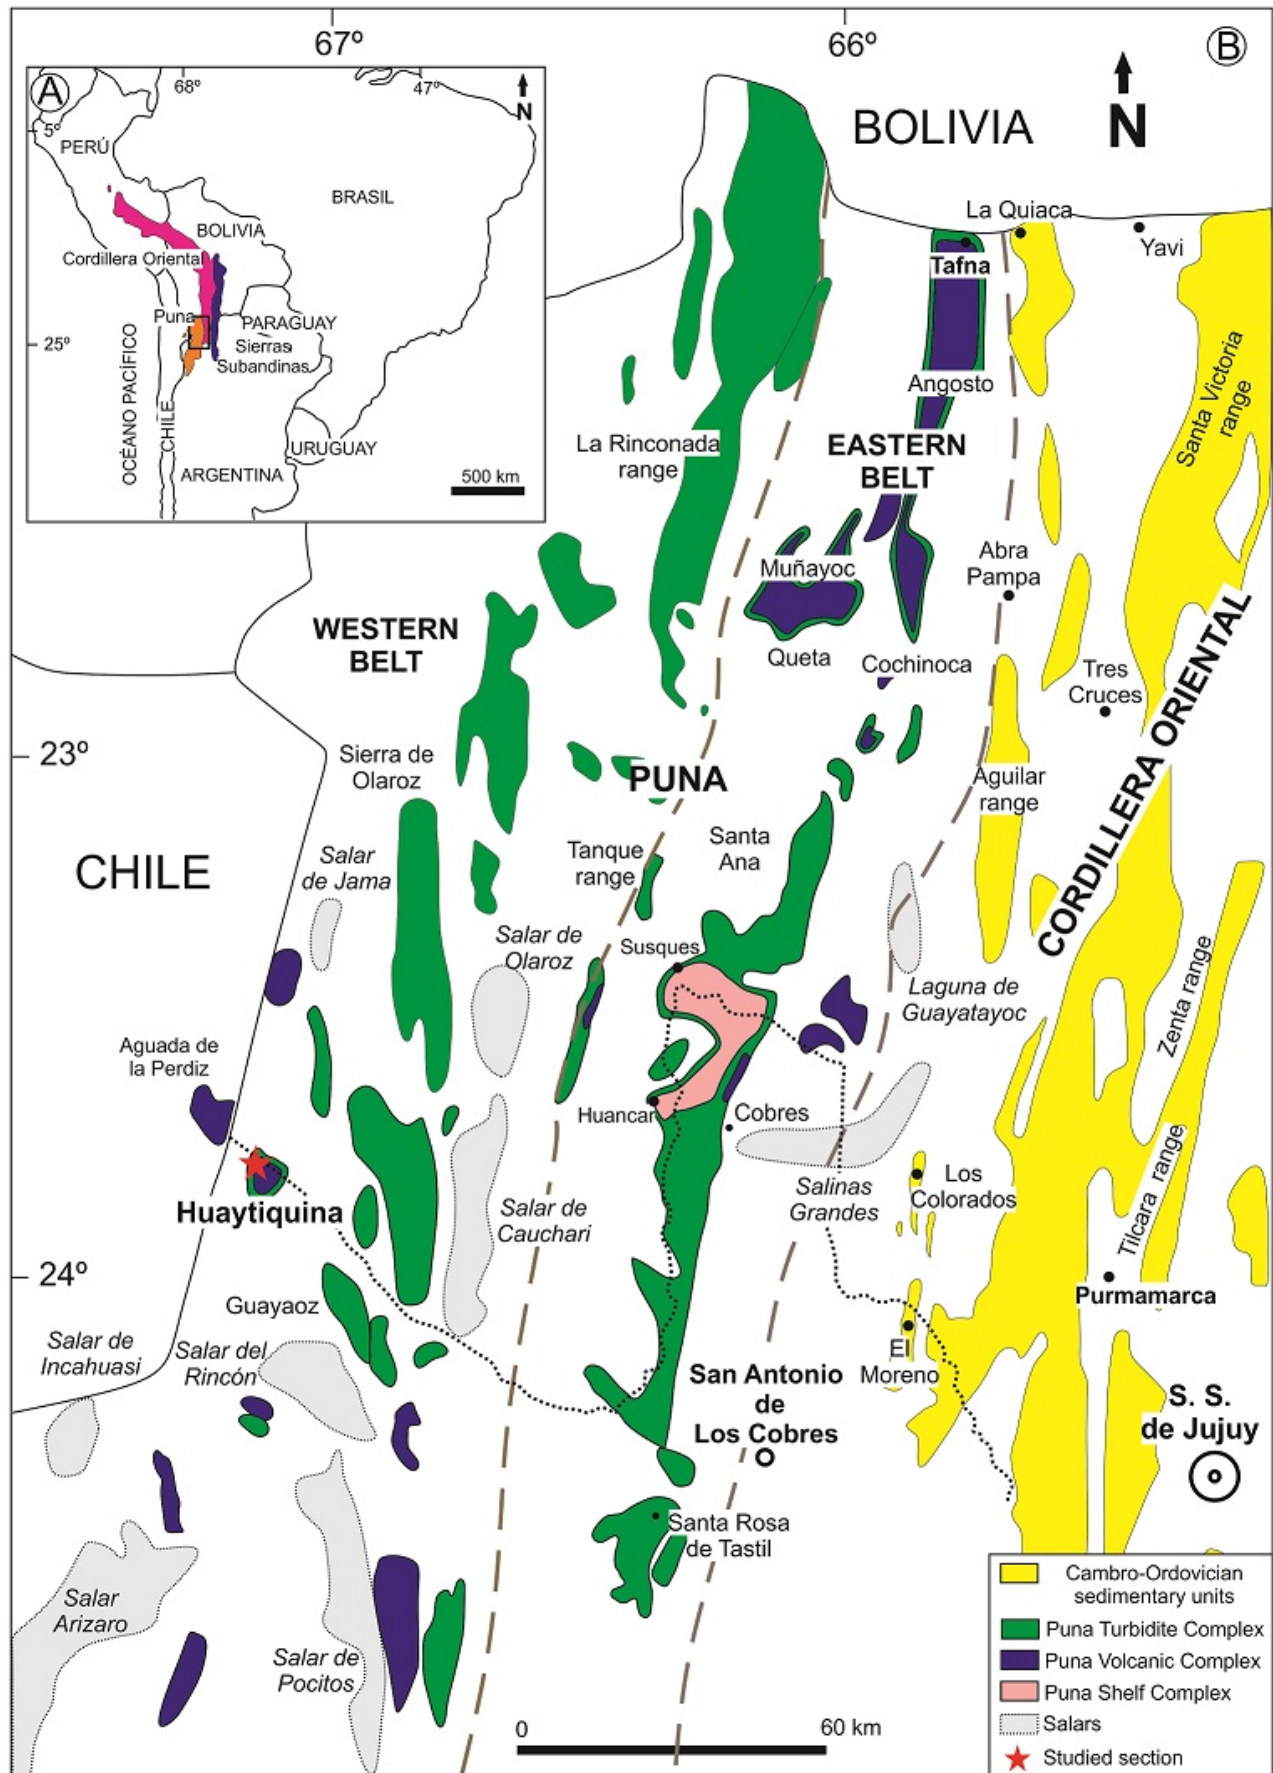 67º
66º
B
A
68º
47º
N
5º
PERÚ
BRASIL
BOLIVIA
Cordillera Oriental
Puna
PARAGUAY
Sierras
Subandinas
25º
OCÉANO PACÍFICO
CHILE
URUGUAY
ARGENTINA
500 km
BOLIVIA
N
La Quiaca
Yavi
Tafna
Angosto
Santa Victoria
range
La Rinconada
range
EASTERN
BELT
Abra
Pampa
Muñayoc
WESTERN
BELT
Queta
Cochinoca
Tres
Cruces
CORDILLERA ORIENTAL
23º
Sierra de
Olaroz
PUNA
Aguilar
range
CHILE
Salar
de Jama
Tanque
range
Santa
Ana
Salar de
Olaroz
Susques
Laguna de
Guayatayoc
Zenta range
Aguada de
la Perdiz
Huancar
Cobres
Huaytiquina
Salar de
Cauchari
Salinas
Grandes
Los
Colorados
Tilcara range
24º
Purmamarca
Guayaoz
Salar de
Incahuasi
Salar del
Rincón
El
Moreno
San Antonio
de
Los Cobres
S. S.
de Jujuy
Santa Rosa
de Tastil
Salar
Arizaro
Salar de
Pocitos
0
60 km
Cambro-Ordovician
sedimentary units
Puna Turbidite Complex
Puna Volcanic Complex
Puna Shelf Complex
Salars
Studied section